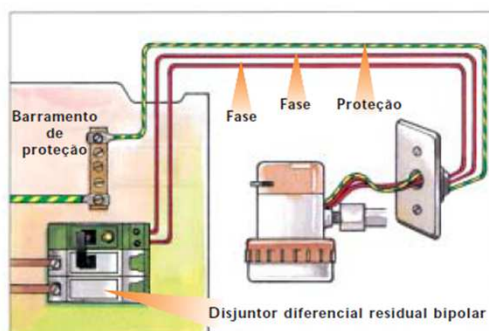 Barramento
de
proteção
Fase
Fase
Proteção
Disjuntor diferencial residual bipolar